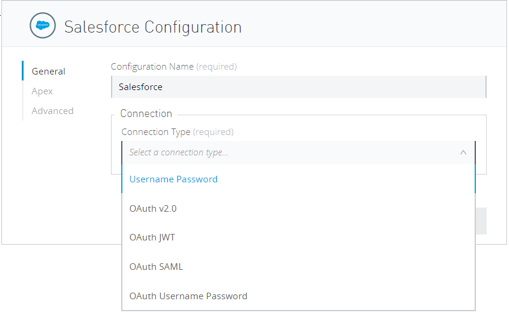 Salesforce Configuration
General
Apex
Advanced
Configuration Name (required)
Salesforce
Connection
Connection Type (required)
Select a connection type...
Username Password
OAuth v2.0
OAuth JWT
OAuth SAML
OAuth Username Password